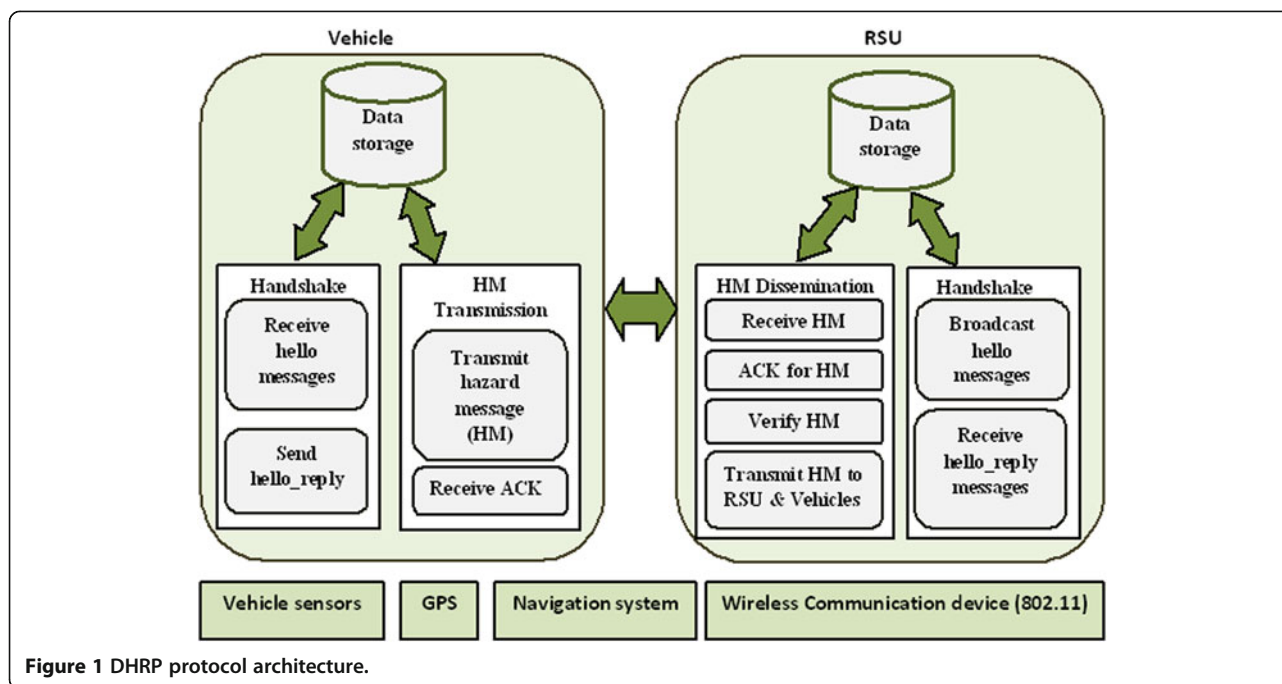 Vehicle
Data
storage
Handshake
Receive
hello
messages
Send
hello_reply
HM
Transmission
Transmit
hazard
message
(HM)
Receive ACK
RSU
Data
storage
HM Dissemination
Receive HM
ACK for HM
Verify HM
Transmit HM to
RSU & Vehicles
Handshake
Broadcast
hello
messages
Receive
hello_reply
messages
Vehicle sensors
GPS
Navigation system
Wireless Communication device (802.11)
Figure 1 DHRP protocol architecture.